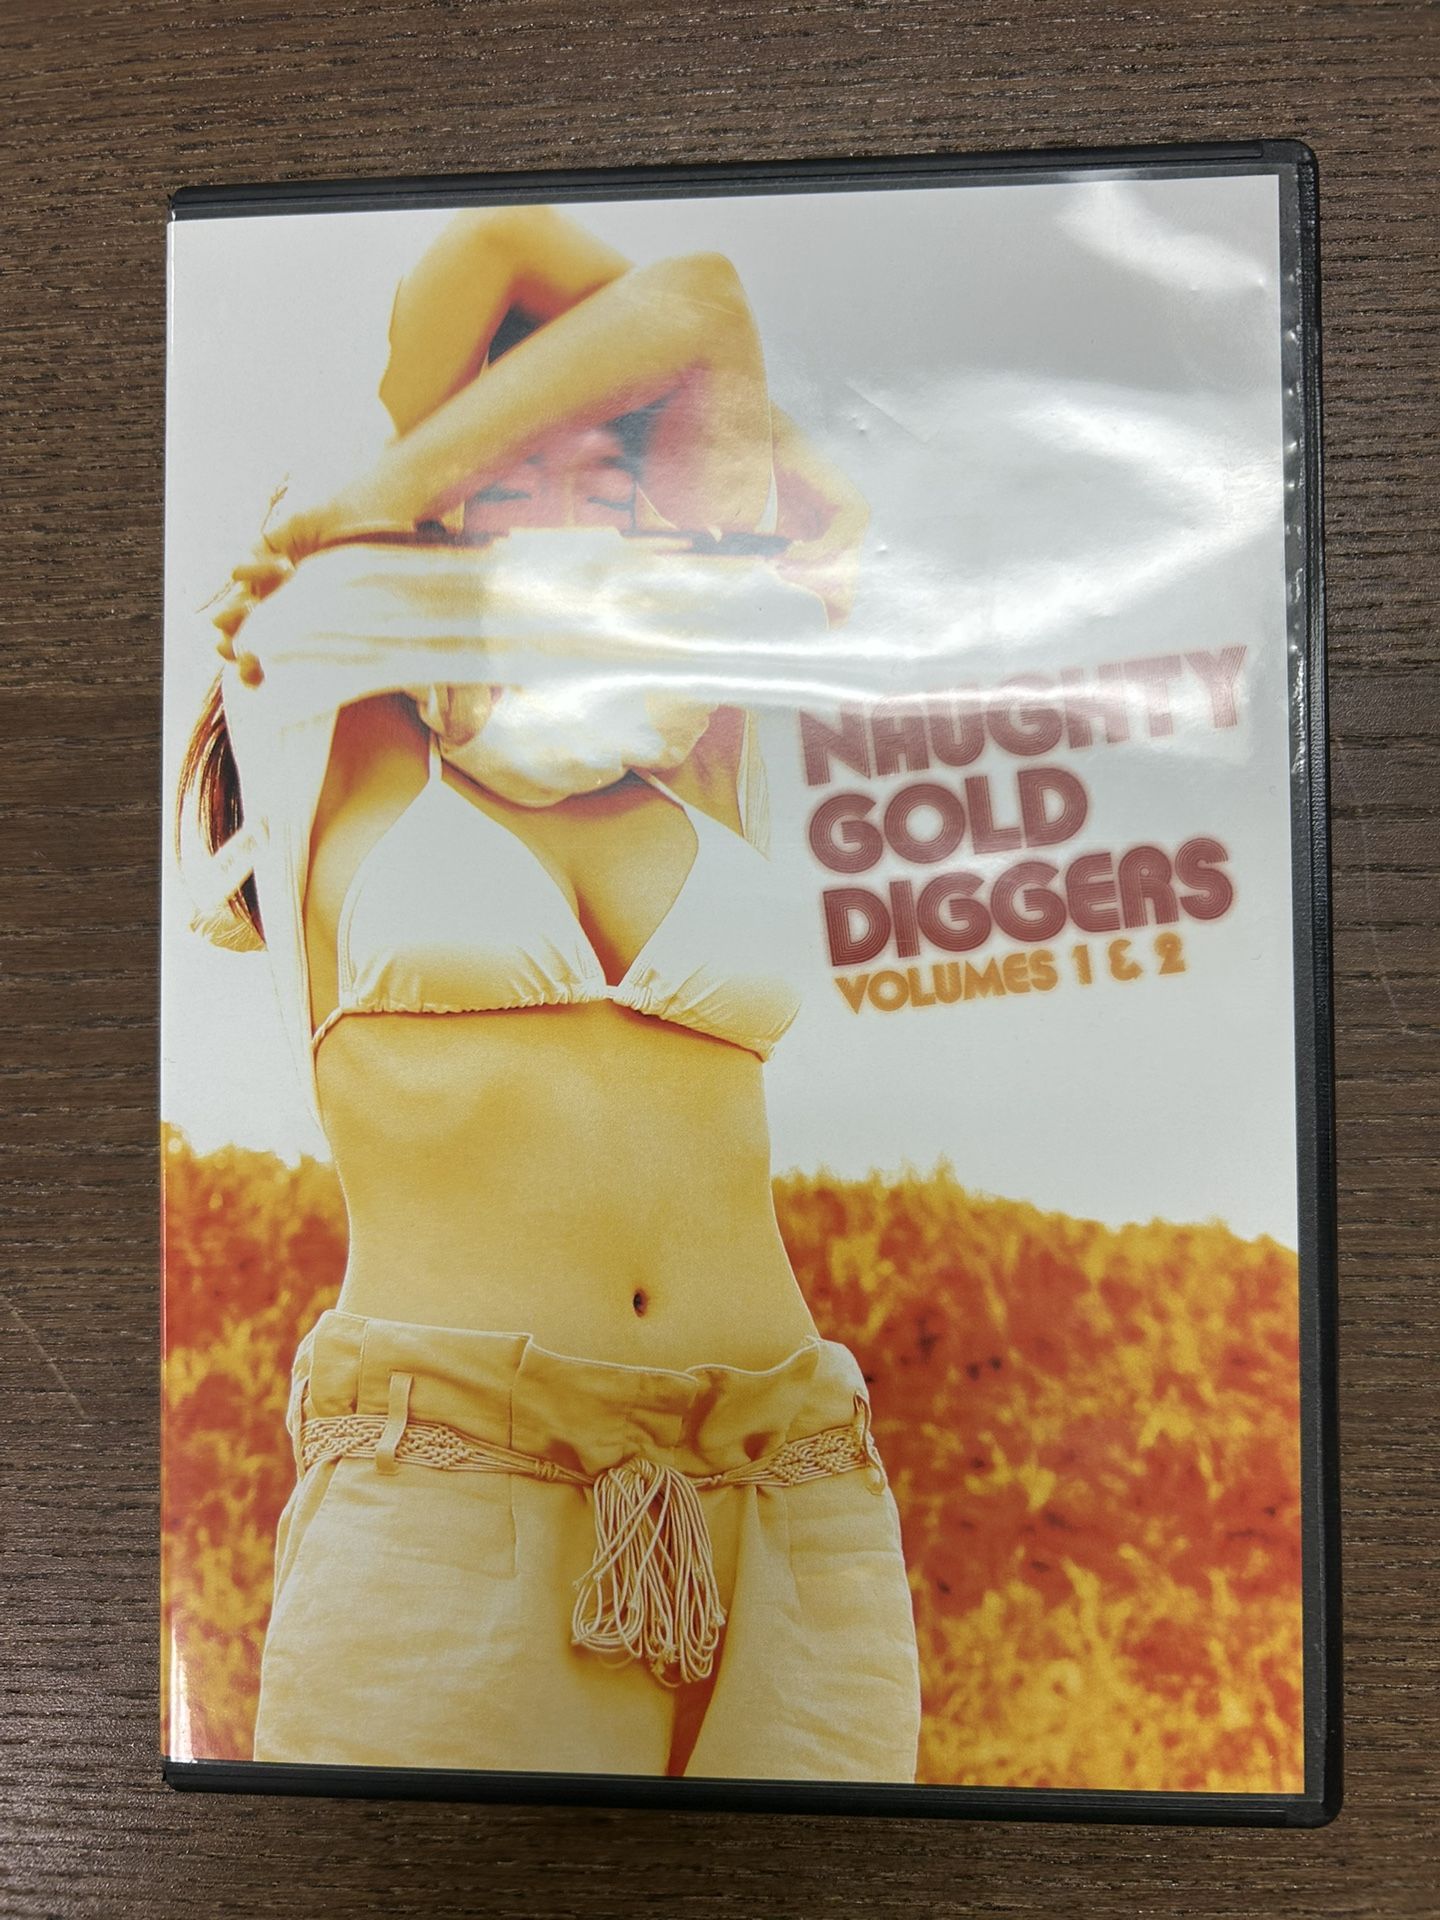 NAUGHTY
GOLD
DIGGERS
VOLUMES 1 & 2